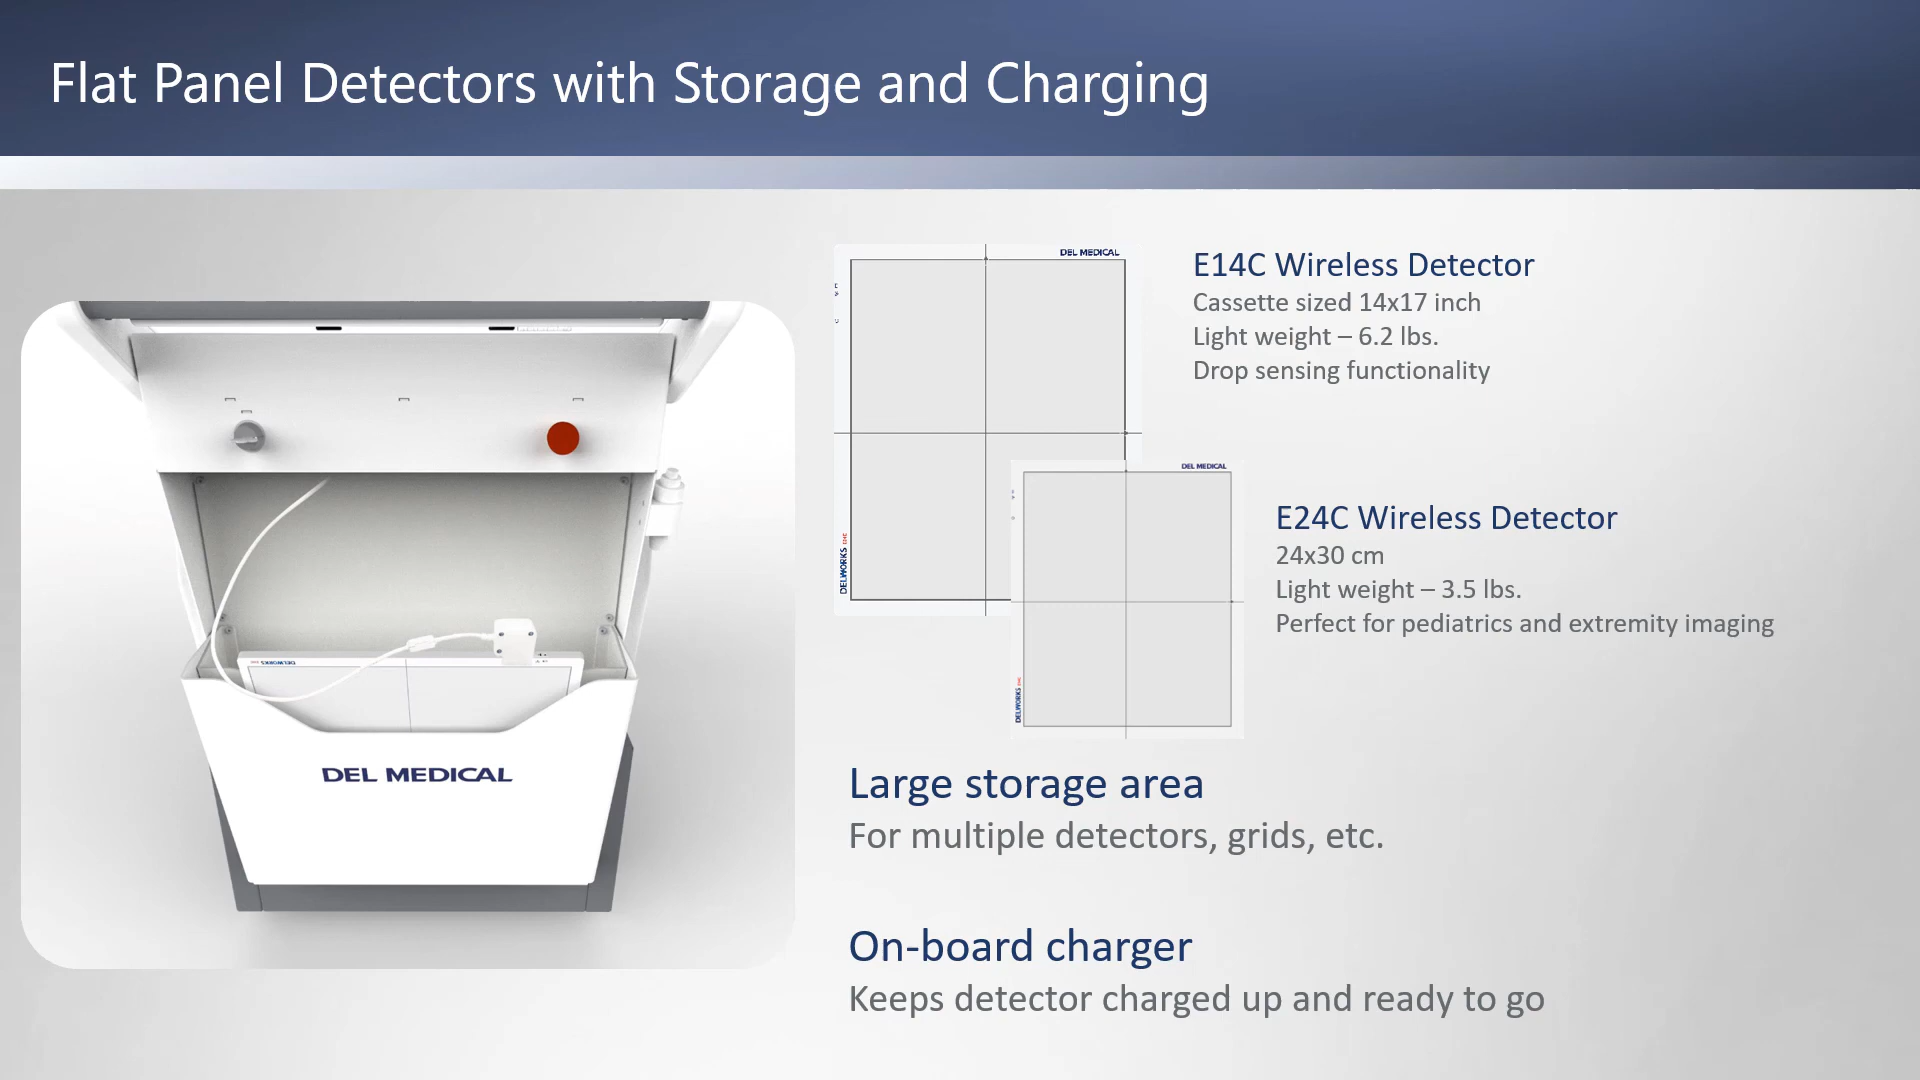 Flat Panel Detectors with Storage and Charging
DEL MEDICAL
E14C Wireless Detector
Cassette sized 14x17 inch
Light weight – 6.2 lbs.
Drop sensing functionality
DELWORKS
DEL MEDICAL
E24C Wireless Detector
24x30 cm
Light weight – 3.5 lbs.
Perfect for pediatrics and extremity imaging
DELWORKS
DELWORKS
DEL MEDICAL
Large storage area
For multiple detectors, grids, etc.
On-board charger
Keeps detector charged up and ready to go